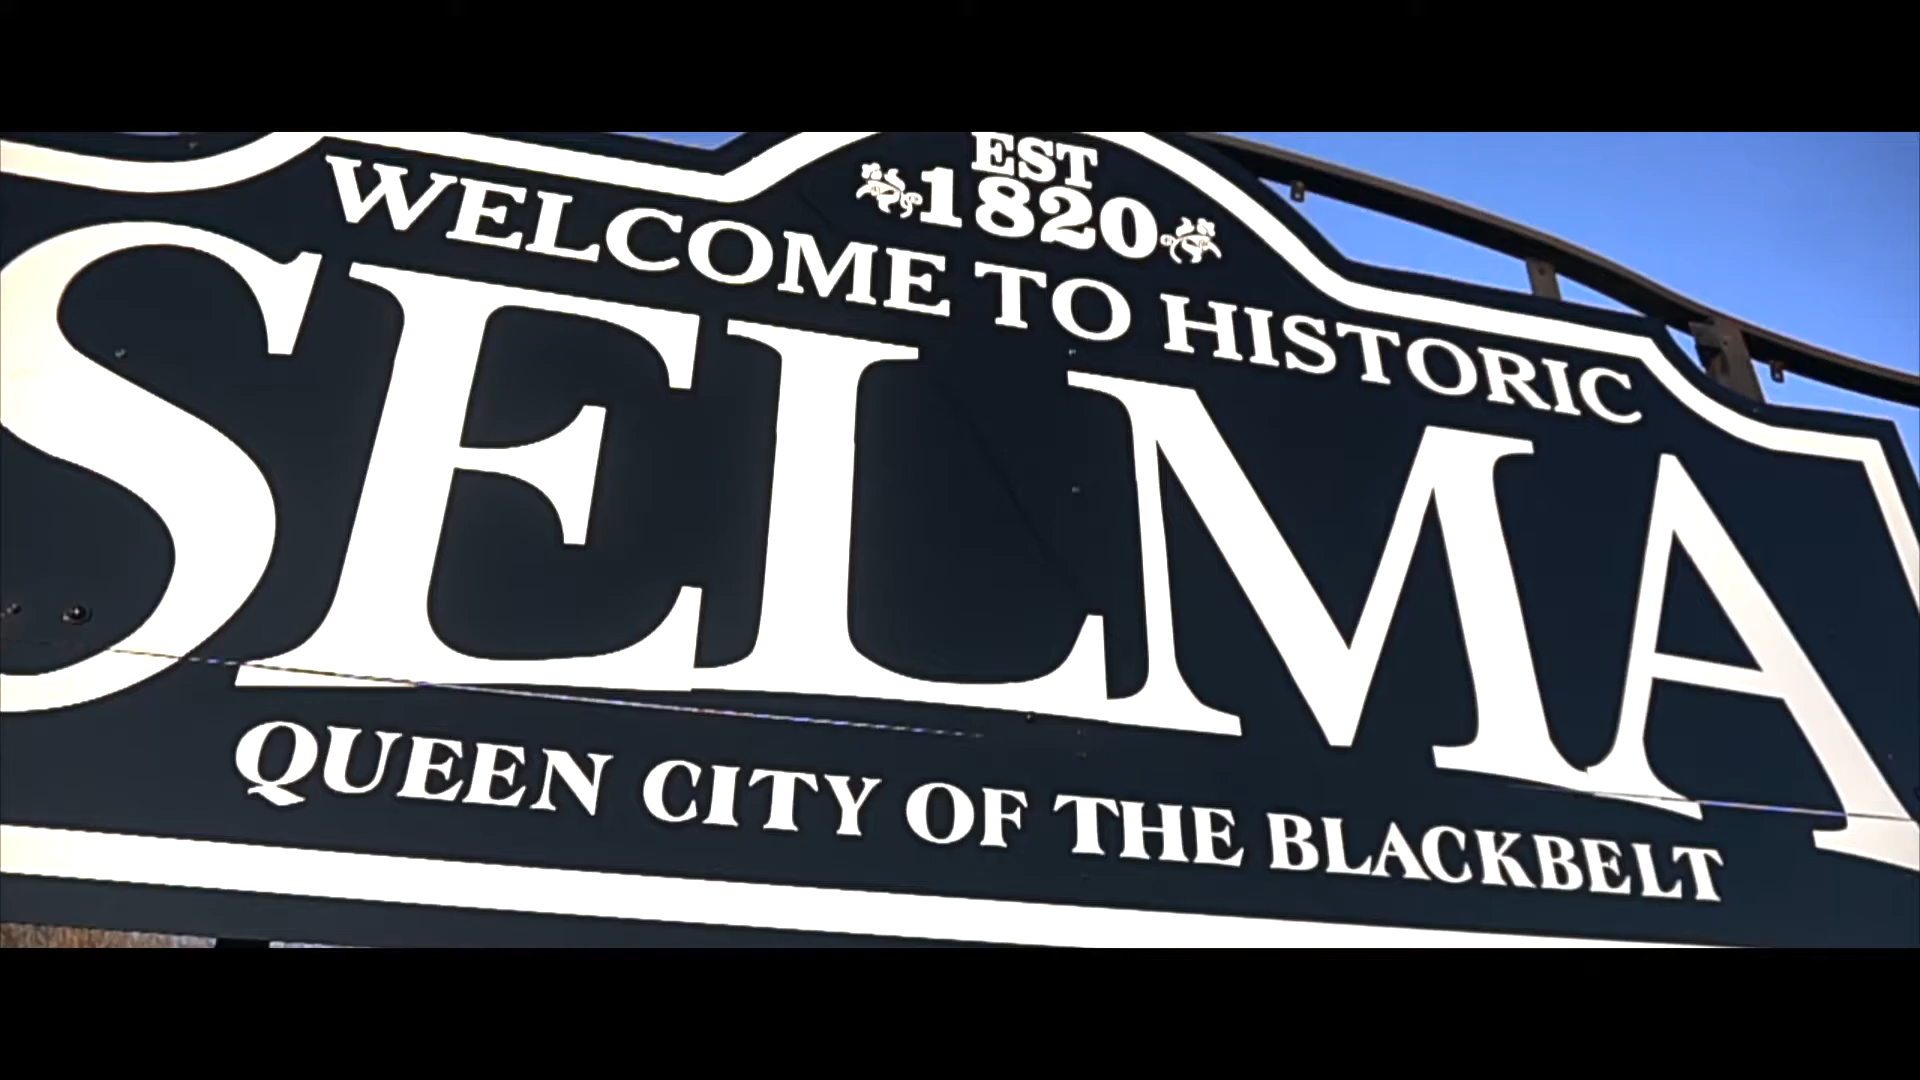 EST
1820
WELCOME TO HISTORIC
SELMA
QUEEN CITY OF THE BLACKBELT